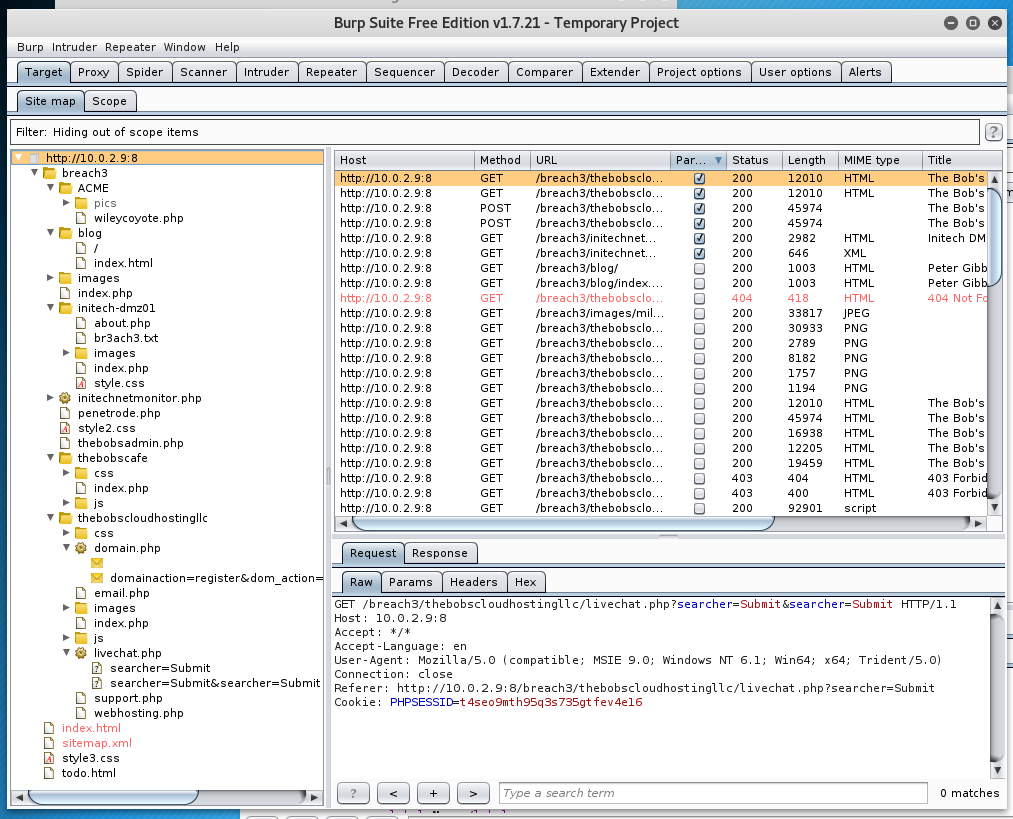 Burp Suite Free Edition v1.7.21 - Temporary Project
Burp Intruder Repeater Window Help
Target Proxy Spider Scanner Intruder Repeater Sequencer Decoder Comparer Extender Project options User options Alerts
Site map Scope
Filter: Hiding out of scope items ?
http://10.0.2.9:8
breach3
ACME
pics
wileycoyote.php
blog
/
index.html
images
index.php
initech-dmz01
about.php
br3ach3.txt
images
index.php
style.css
initechnetmonitor.php
penetrode.php
style2.css
thebobsadmin.php
thebobscafe
css
index.php
js
thebobscloudhostingllc
css
domain.php
domainaction=register&dom_action=
email.php
images
index.php
js
livechat.php
searcher=Submit
searcher=Submit&searcher=Submit
support.php
webhosting.php
index.html
sitemap.xml
style3.css
todo.html
Host Method URL Par... Status Length MIME type Title
http://10.0.2.9:8 GET /breach3/thebobsclo... 200 12010 HTML The Bob's
http://10.0.2.9:8 GET /breach3/thebobsclo... 200 12010 HTML The Bob's
http://10.0.2.9:8 POST /breach3/thebobsclo... 200 45974 The Bob's
http://10.0.2.9:8 POST /breach3/thebobsclo... 200 45974 The Bob's
http://10.0.2.9:8 GET /breach3/initechnet... 200 2982 HTML Initech DM
http://10.0.2.9:8 GET /breach3/initechnet... 200 646 XML
http://10.0.2.9:8 GET /breach3/blog/ 200 1003 HTML Peter Gibb
http://10.0.2.9:8 GET /breach3/blog/index.... 200 1003 HTML Peter Gibb
http://10.0.2.9:8 GET /breach3/thebobsclo... 404 418 HTML 404 Not Fo
http://10.0.2.9:8 GET /breach3/images/mil... 200 33817 JPEG
http://10.0.2.9:8 GET /breach3/thebobsclo... 200 30933 PNG
http://10.0.2.9:8 GET /breach3/thebobsclo... 200 2789 PNG
http://10.0.2.9:8 GET /breach3/thebobsclo... 200 8182 PNG
http://10.0.2.9:8 GET /breach3/thebobsclo... 200 1757 PNG
http://10.0.2.9:8 GET /breach3/thebobsclo... 200 1194 PNG
http://10.0.2.9:8 GET /breach3/thebobsclo... 200 12010 HTML The Bob's
http://10.0.2.9:8 GET /breach3/thebobsclo... 200 45974 HTML The Bob's
http://10.0.2.9:8 GET /breach3/thebobsclo... 200 16938 HTML The Bob's
http://10.0.2.9:8 GET /breach3/thebobsclo... 200 12205 HTML The Bob's
http://10.0.2.9:8 GET /breach3/thebobsclo... 200 19459 HTML The Bob's
http://10.0.2.9:8 GET /breach3/thebobsclo... 403 404 HTML 403 Forbid
http://10.0.2.9:8 GET /breach3/thebobsclo... 403 400 HTML 403 Forbid
http://10.0.2.9:8 GET /breach3/thebobsclo... 200 92901 script
Request Response
Raw Params Headers Hex
GET /breach3/thebobscloudhostingllc/livechat.php?searcher=Submit&searcher=Submit HTTP/1.1
Host: 10.0.2.9:8
Accept: */*
Accept-Language: en
User-Agent: Mozilla/5.0 (compatible; MSIE 9.0; Windows NT 6.1; Win64; x64; Trident/5.0)
Connection: close
Referer: http://10.0.2.9:8/breach3/thebobscloudhostingllc/livechat.php?searcher=Submit
Cookie: PHPSESSID=t4seo9mth95q3s735gtfev4e16
? < + > Type a search term 0 matches